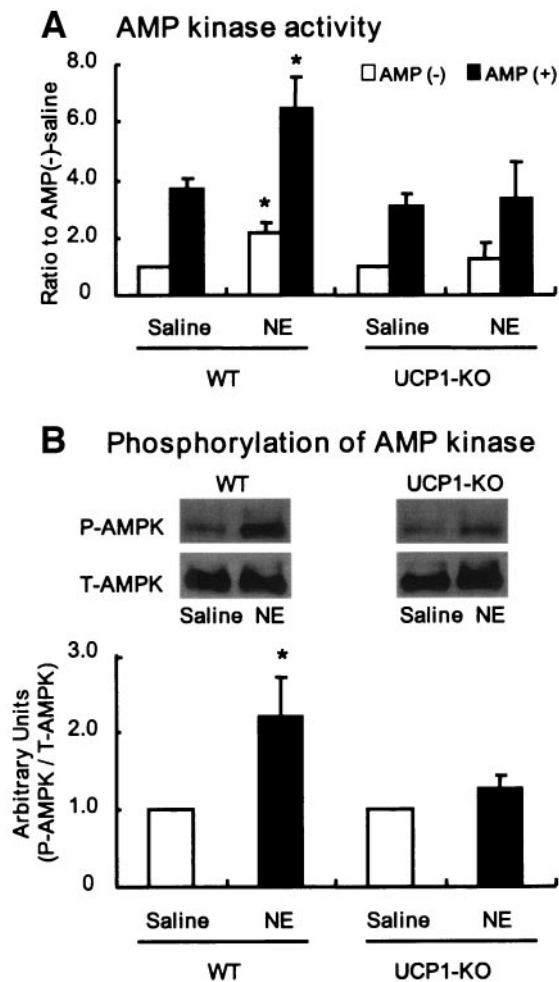 A AMP kinase activity
8.0
6.0
4.0
2.0
0
Ratio to AMP(-)-saline
AMP (-) AMP (+)
*
*
Saline NE Saline NE
WT UCP1-KO
B Phosphorylation of AMP kinase
WT UCP1-KO
P-AMPK
T-AMPK
Saline NE Saline NE
3.0
2.0
1.0
0
Arbitrary Units
(P-AMPK / T-AMPK)
*
Saline NE Saline NE
WT UCP1-KO